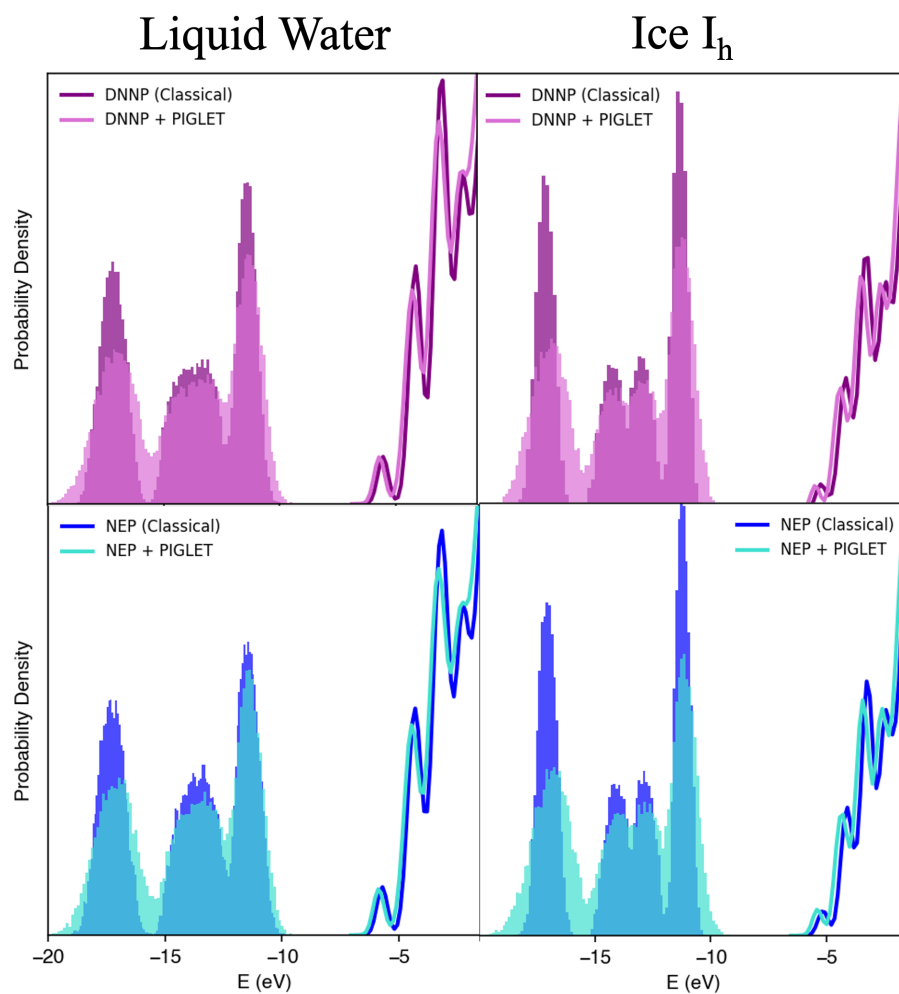 Liquid Water
Ice Ih
DNNP (Classical)
DNNP + PIGLET
DNNP (Classical)
DNNP + PIGLET
Probability Density
NEP (Classical)
NEP + PIGLET
NEP (Classical)
NEP + PIGLET
Probability Density
−20 −15 −10 −5 −15 −10 −5
E (eV) E (eV)